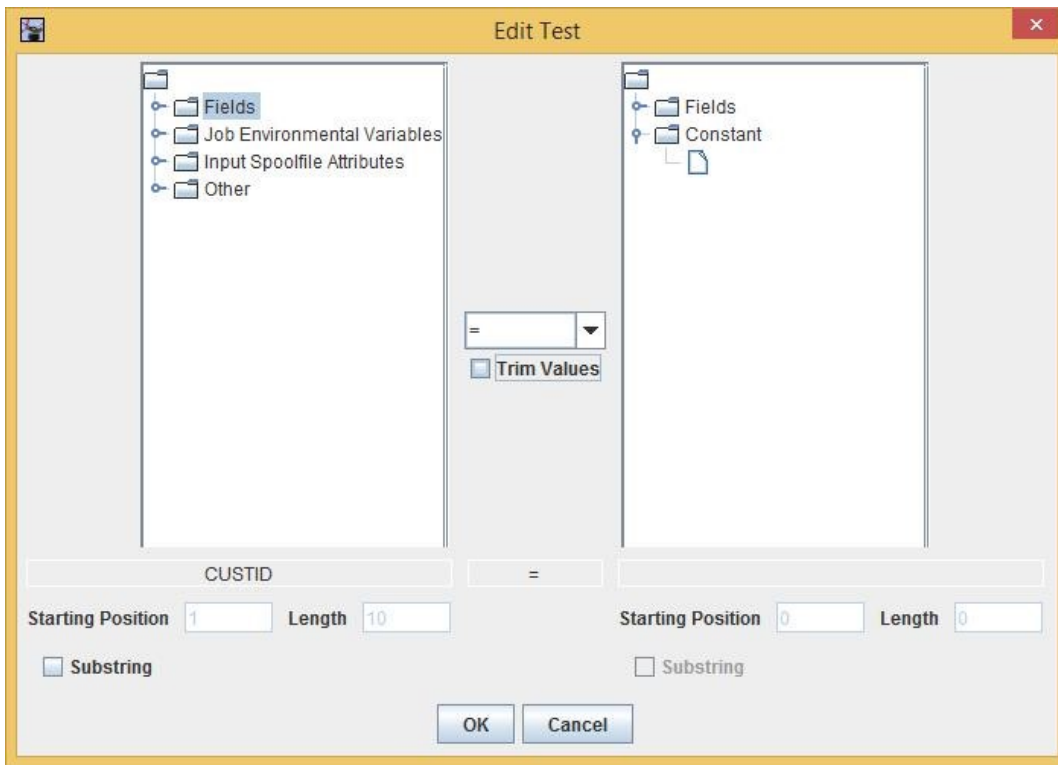 Edit Test
Fields
Job Environmental Variables
Input Spoolfile Attributes
Other
Fields
Constant
=
Trim Values
CUSTID
=
Starting Position 1 Length 10
Starting Position 0 Length 0
Substring
Substring
OK Cancel